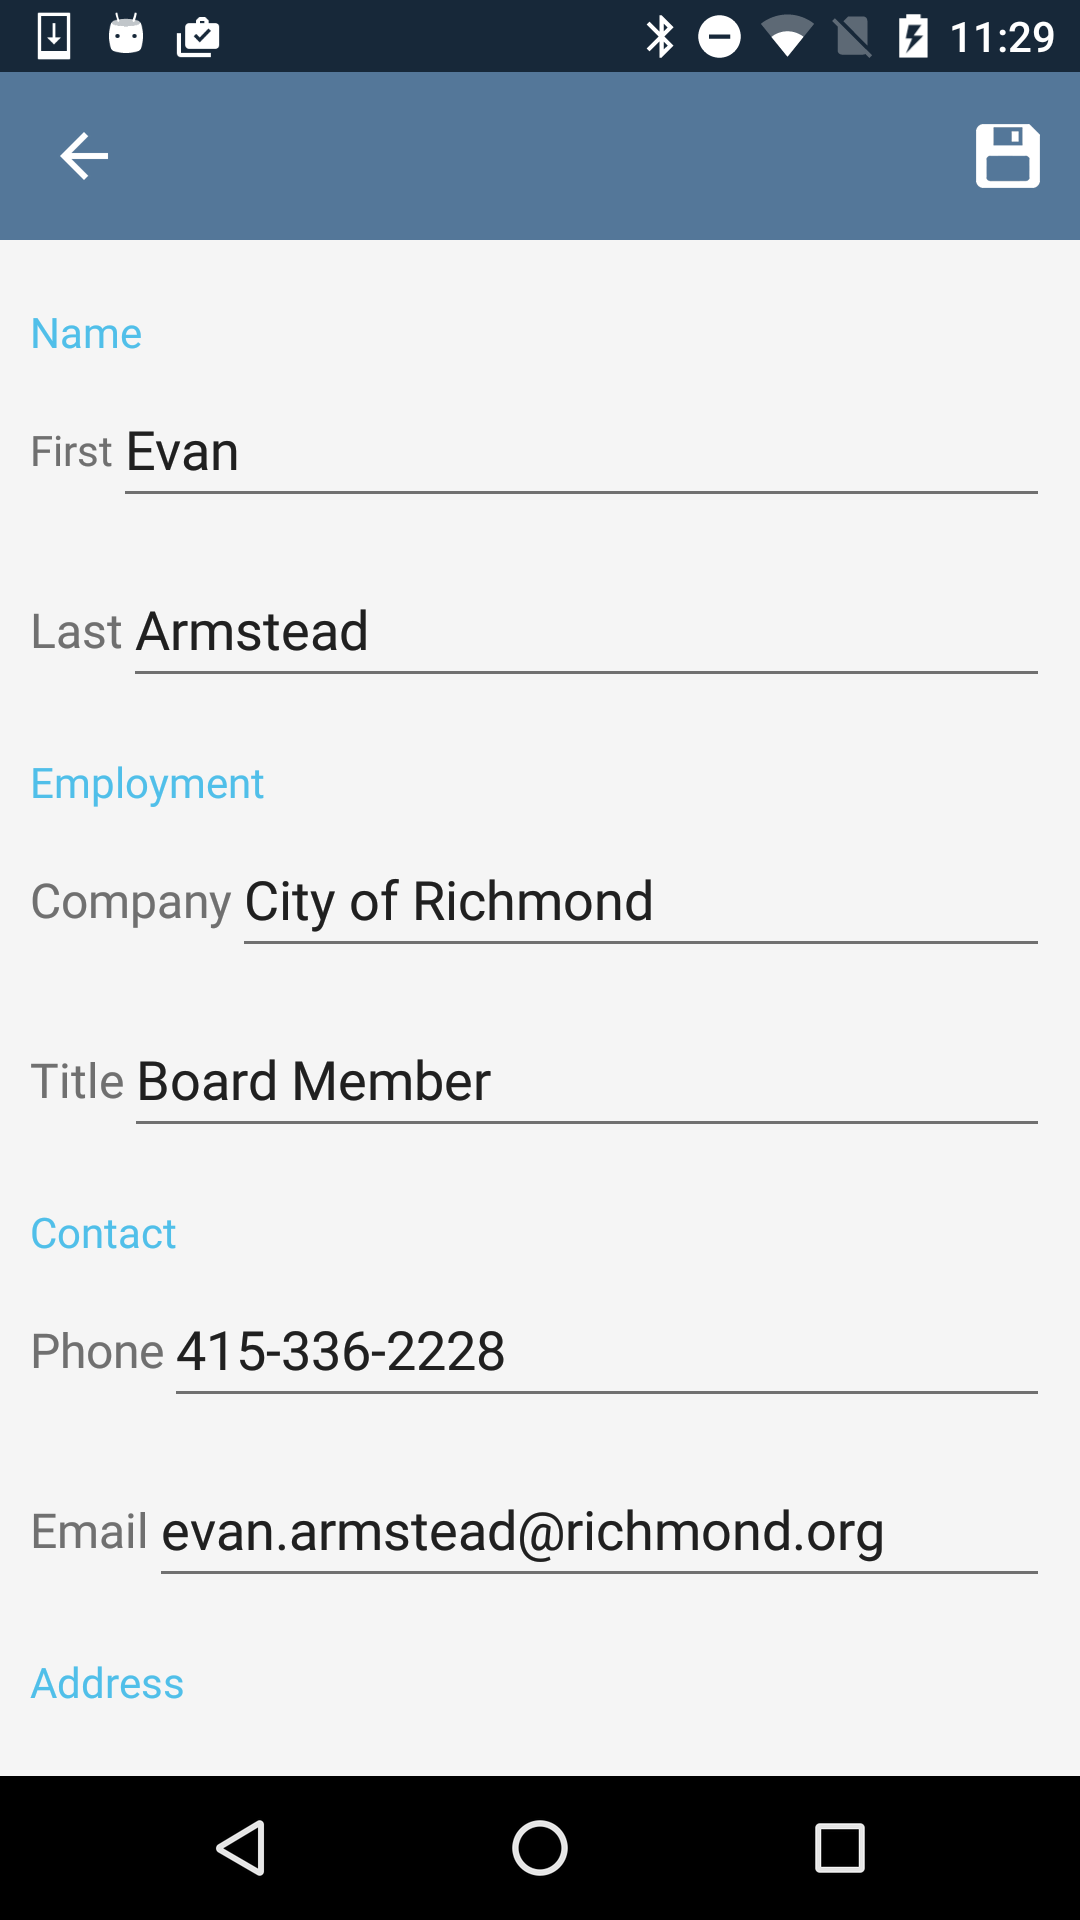 11:29
Name
First Evan
Last Armstead
Employment
Company City of Richmond
Title Board Member
Contact
Phone 415-336-2228
Email evan.armstead@richmond.org
Address